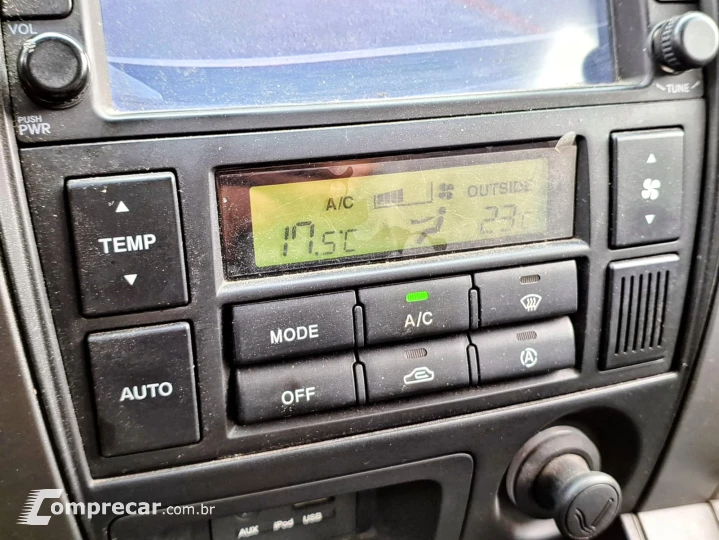 VOL
PUSH
PWR
TUNE
A/C
OUTSIDE
17.5°C
23°C
TEMP
MODE
A/C
AUTO
OFF
A
AUX
iPod
USB
Comprecar.com.br